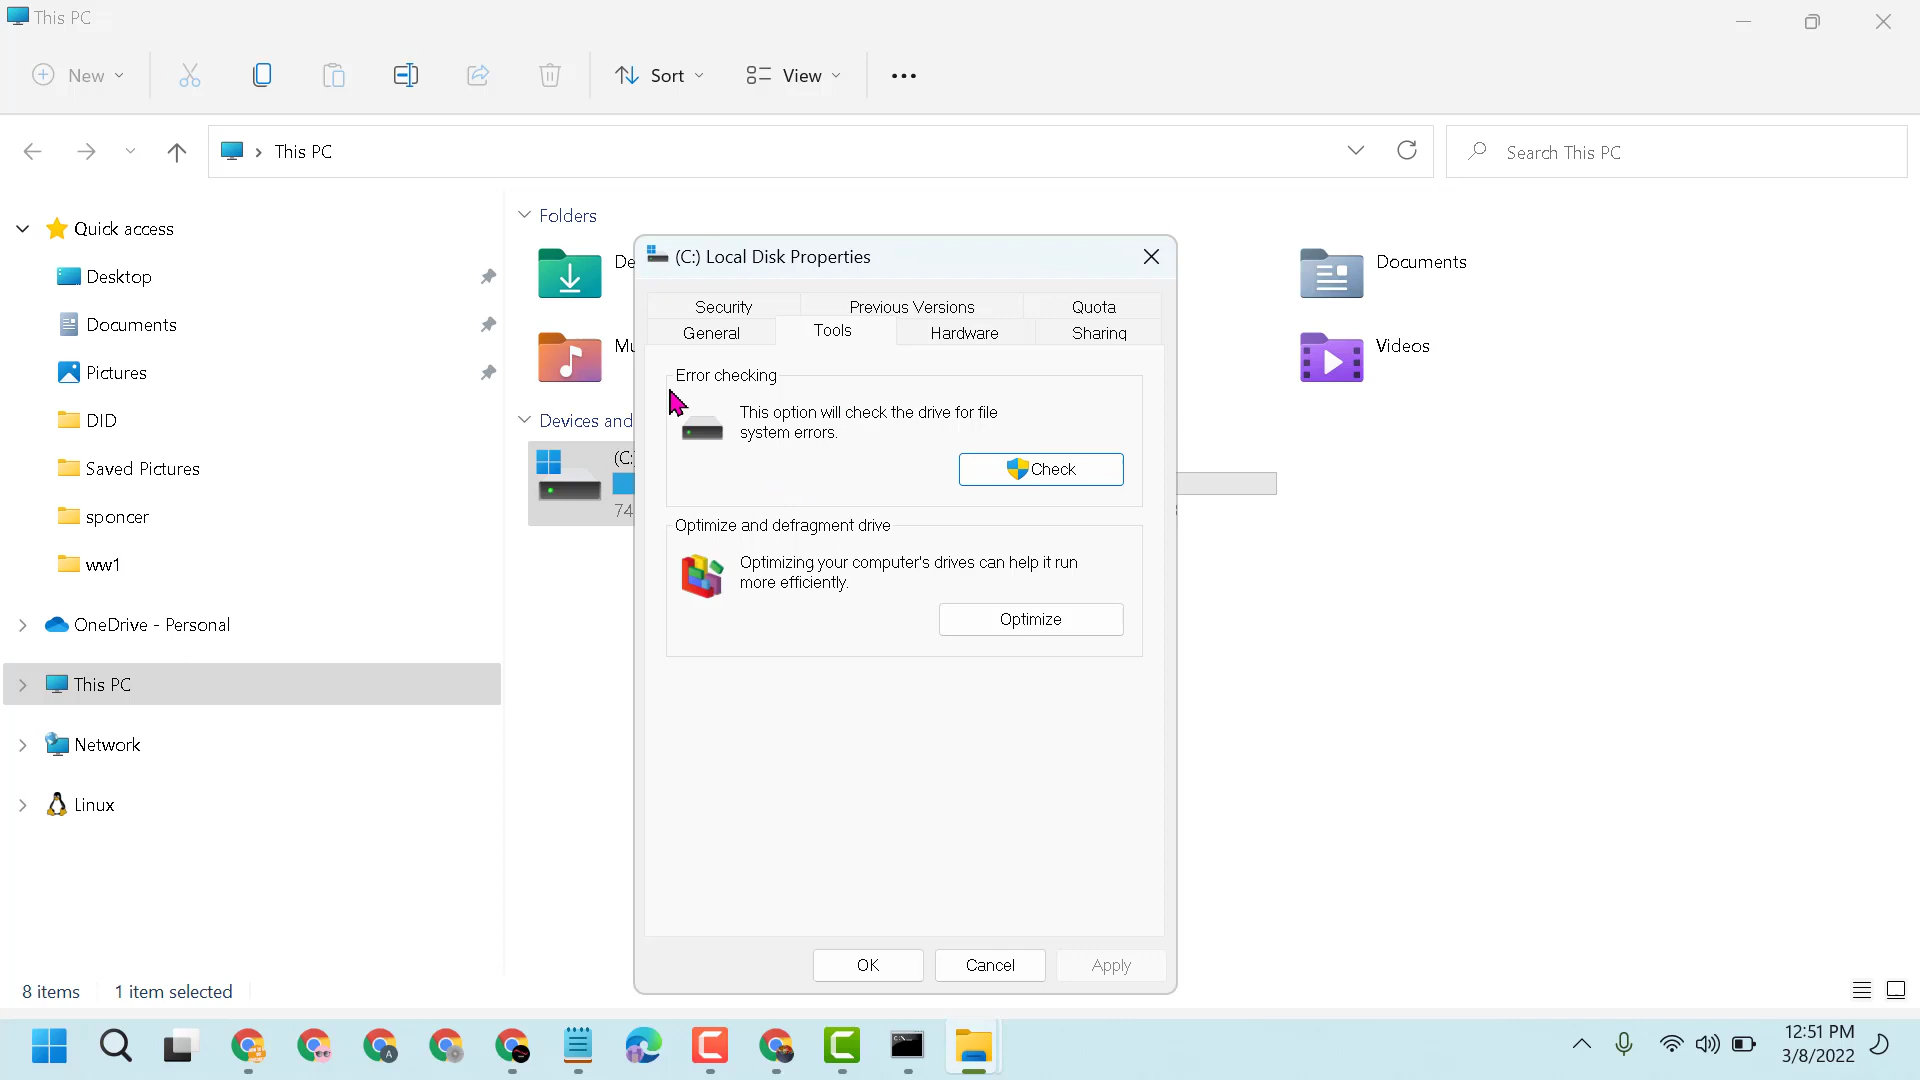 This PC
New
Sort
View
This PC
Search This PC
Quick access
Desktop
Documents
Pictures
DID
Saved Pictures
sponcer
ww1
OneDrive - Personal
This PC
Network
Linux
Folders
De
Mu
Documents
Videos
Devices and
(C:
74
(C:) Local Disk Properties
Security
Previous Versions
Quota
General
Tools
Hardware
Sharing
Error checking
This option will check the drive for file
system errors.
Check
Optimize and defragment drive
Optimizing your computer's drives can help it run
more efficiently.
Optimize
OK
Cancel
Apply
8 items
1 item selected
12:51 PM
3/8/2022